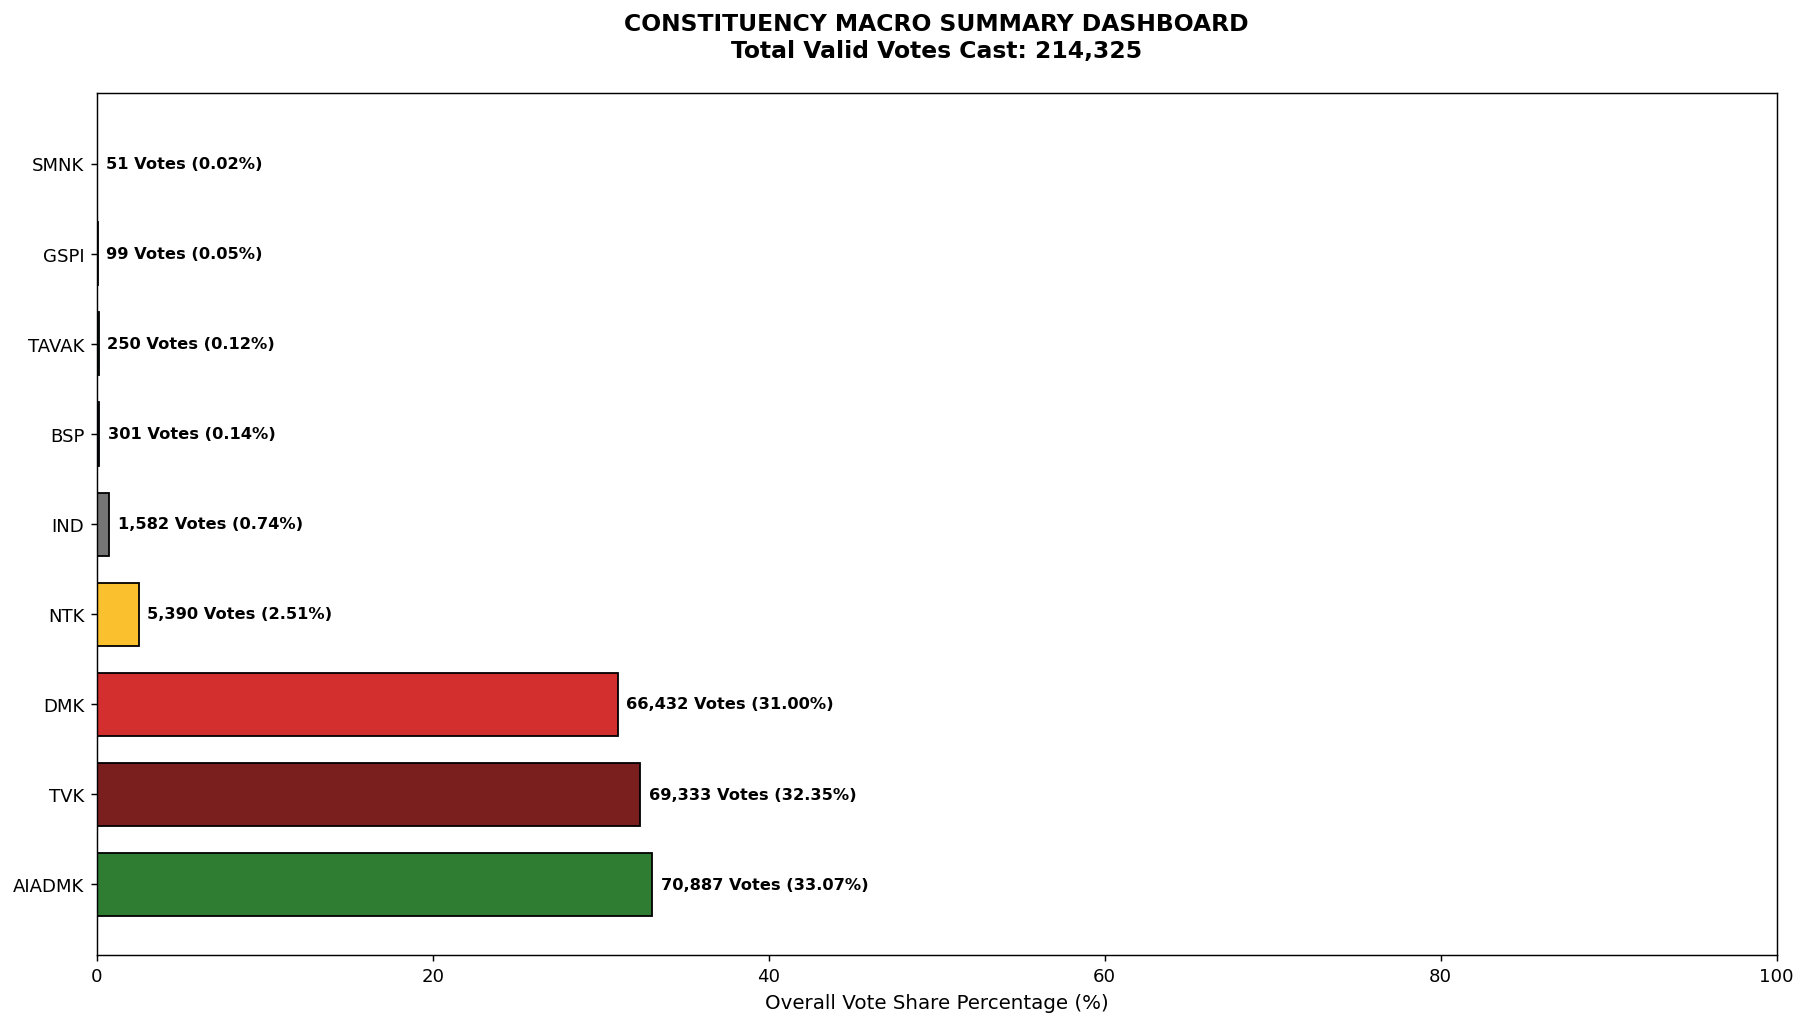 CONSTITUENCY MACRO SUMMARY DASHBOARD
Total Valid Votes Cast: 214,325
SMNK 51 Votes (0.02%)
GSPI 99 Votes (0.05%)
TAVAK 250 Votes (0.12%)
BSP 301 Votes (0.14%)
IND 1,582 Votes (0.74%)
NTK 5,390 Votes (2.51%)
DMK 66,432 Votes (31.00%)
TVK 69,333 Votes (32.35%)
AIADMK 70,887 Votes (33.07%)
0 20 40 60 80 100
Overall Vote Share Percentage (%)